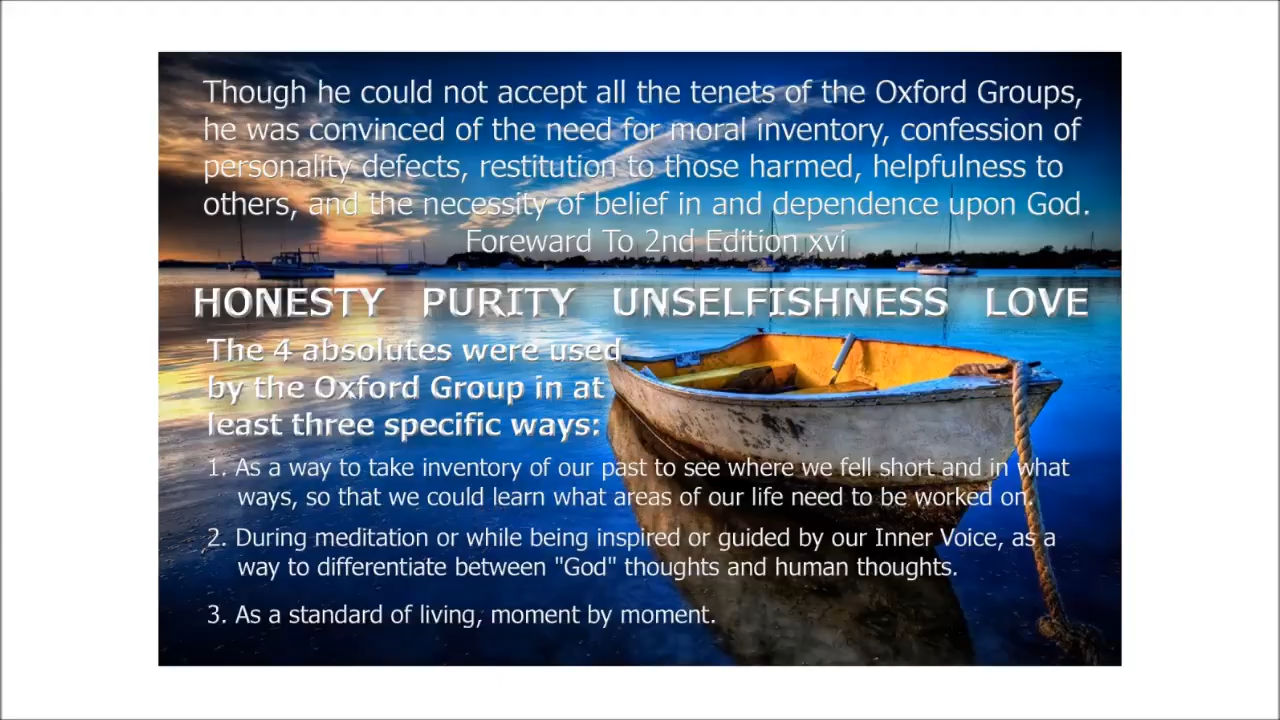 Though he could not accept all the tenets of the Oxford Groups,
he was convinced of the need for moral inventory, confession of
personality defects, restitution to those harmed, helpfulness to
others, and the necessity of belief in and dependence upon God.
Foreward To 2nd Edition xvi
HONESTY PURITY UNSELFISHNESS LOVE
The 4 absolutes were used
by the Oxford Group in at
least three specific ways:
1. As a way to take inventory of our past to see where we fell short and in what
ways, so that we could learn what areas of our life need to be worked on.
2. During meditation or while being inspired or guided by our Inner Voice, as a
way to differentiate between "God" thoughts and human thoughts.
3. As a standard of living, moment by moment.